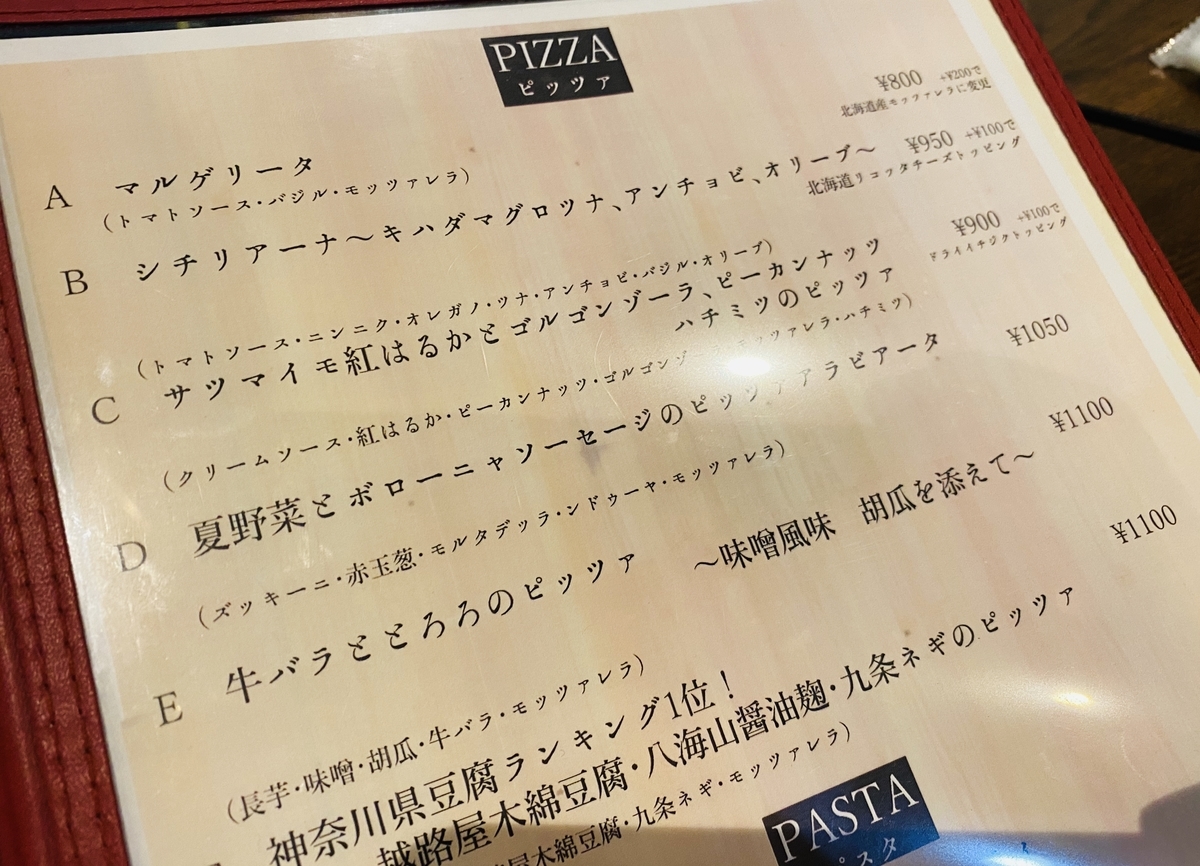 PIZZA
ピッツァ
A マルゲリータ ¥800 +¥200で
北海道産モッツァレラに変更
(トマトソース・バジル・モッツァレラ)
B シチリアーナ〜キハダマグロツナ、アンチョビ、オリーブ〜 ¥950 +¥100で
北海道リコッタチーズトッピング
(トマトソース・ニンニク・オレガノ・ツナ・アンチョビ・バジル・オリーブ)
C サツマイモ紅はるかとゴルゴンゾーラ、ピーカンナッツ ¥900 +¥100で
ハチミツのピッツァ ドライイチジクトッピング
(クリームソース・紅はるか・ピーカンナッツ・ゴルゴンゾ モッツァレラ・ハチミツ)
D 夏野菜とボローニャソーセージのピッツァアラビアータ ¥1050
(ズッキーニ・赤玉葱・モルタデッラ・ンドゥーヤ・モッツァレラ)
E 牛バラととろろのピッツァ 〜味噌風味 胡瓜を添えて〜 ¥1100
(長芋・味噌・胡瓜・牛バラ・モッツァレラ)
神奈川県豆腐ランキング1位! ¥1100
越路屋木綿豆腐・八海山醤油麹・九条ネギのピッツァ
屋木綿豆腐・九条ネギ・モッツァレラ)
PASTA
パスタ